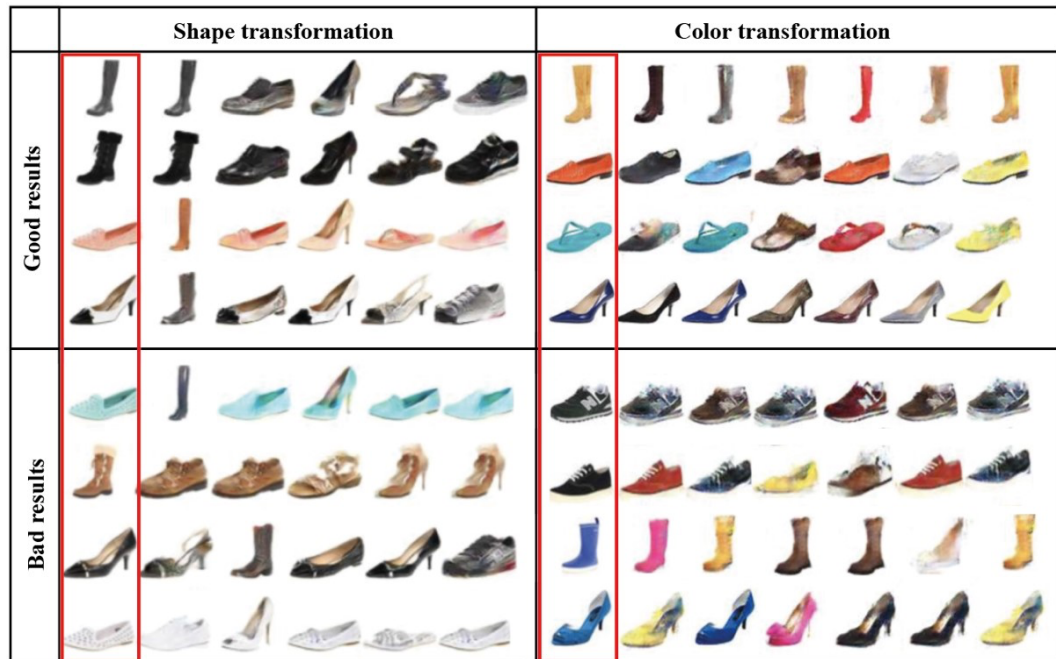 Shape transformation
Color transformation
Good results
Bad results